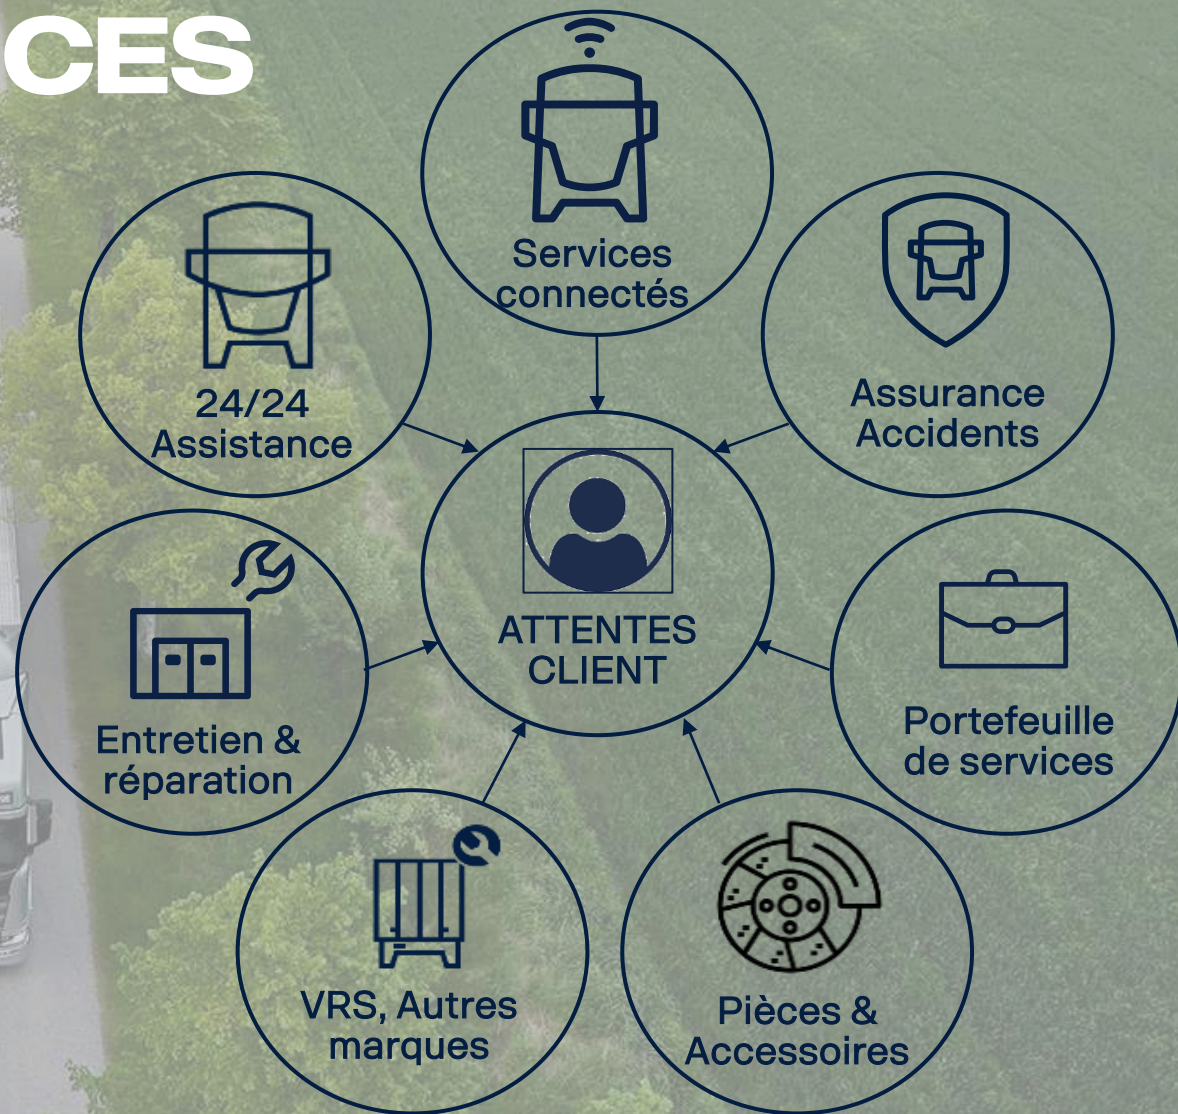 CES
Services
connectés
24/24
Assistance
Assurance
Accidents
ATTENTES
CLIENT
Entretien &
réparation
Portefeuille
de services
VRS, Autres
marques
Pièces &
Accessoires